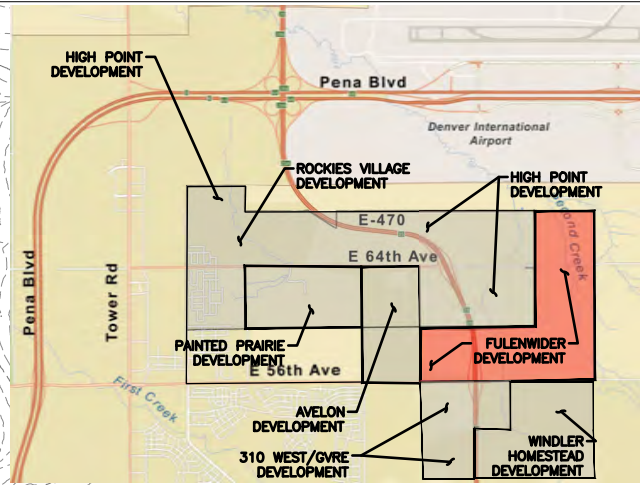 HIGH POINT
DEVELOPMENT
Pena Blvd
Denver International
Airport
ROCKIES VILLAGE
DEVELOPMENT
HIGH POINT
DEVELOPMENT
Second Creek
E-470
E 64th Ave
Pena Blvd
Tower Rd
PAINTED PRAIRIE
DEVELOPMENT
FULENWIDER
DEVELOPMENT
E 56th Ave
First Creek
AVELON
DEVELOPMENT
310 WEST/GVRE
DEVELOPMENT
WINDLER
HOMESTEAD
DEVELOPMENT